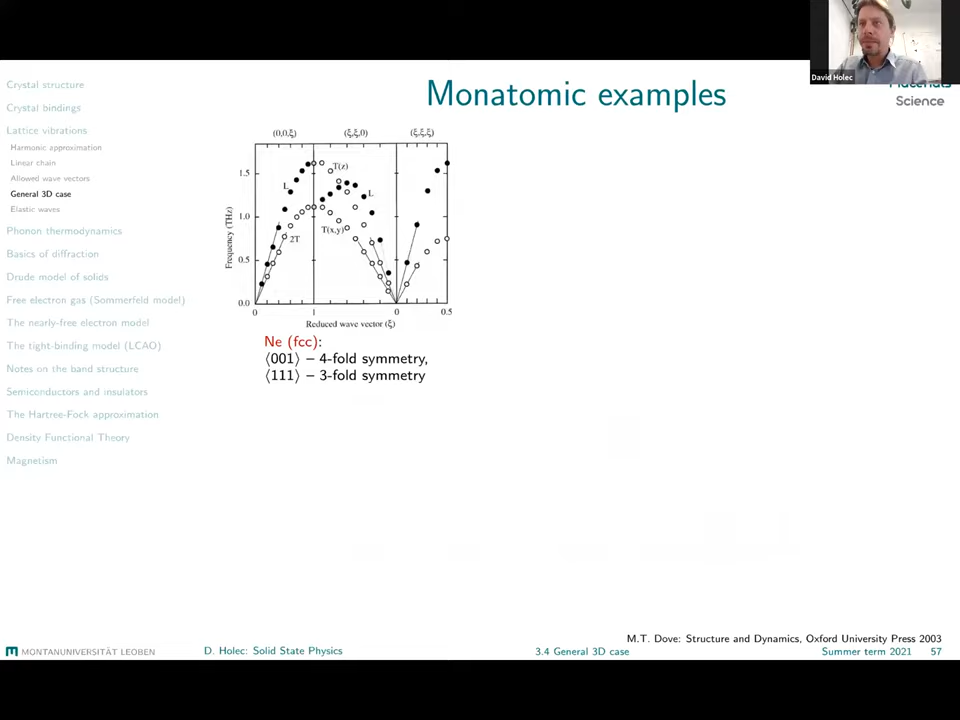 David Holec
Materials
Science
Monatomic examples
Crystal structure
Crystal bindings
Lattice vibrations
Harmonic approximation
Linear chain
Allowed wave vectors
General 3D case
Elastic waves
Phonon thermodynamics
Basics of diffraction
Drude model of solids
Free electron gas (Sommerfeld model)
The nearly-free electron model
The tight-binding model (LCAO)
Notes on the band structure
Semiconductors and insulators
The Hartree-Fock approximation
Density Functional Theory
Magnetism
(0,0,ξ) (ξ,ξ,0) (ξ,ξ,ξ)
Frequency (THz)
1.5
1.0
0.5
0.0
L
2T
T(z)
L
T(x,y)
0 1 0 0.5
Reduced wave vector (ξ)
Ne (fcc):
⟨001⟩ – 4-fold symmetry,
⟨111⟩ – 3-fold symmetry
M.T. Dove: Structure and Dynamics, Oxford University Press 2003
MONTANUNIVERSITÄT LEOBEN D. Holec: Solid State Physics 3.4 General 3D case Summer term 2021 57